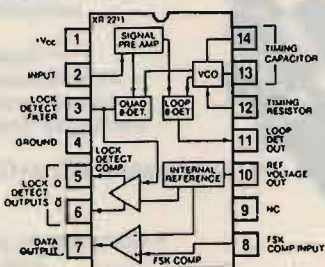 XR 2211
+Vcc
1
INPUT
2
LOCK
DETECT
FILTER
3
GROUND
4
LOCK
DETECT
OUTPUTS
Q
5
Q̅
6
DATA
OUTPUT
7
SIGNAL
PRE AMP
QUAD
φ-DET.
LOOP
φ-DET.
VCO
LOCK
DETECT
COMP.
INTERNAL
REFERENCE
FSK COMP
14
TIMING
CAPACITOR
13
12
TIMING
RESISTOR
11
LOOP
DET
OUT
10
REF
VOLTAGE
OUT
9
NC
8
FSK
COMP INPUT